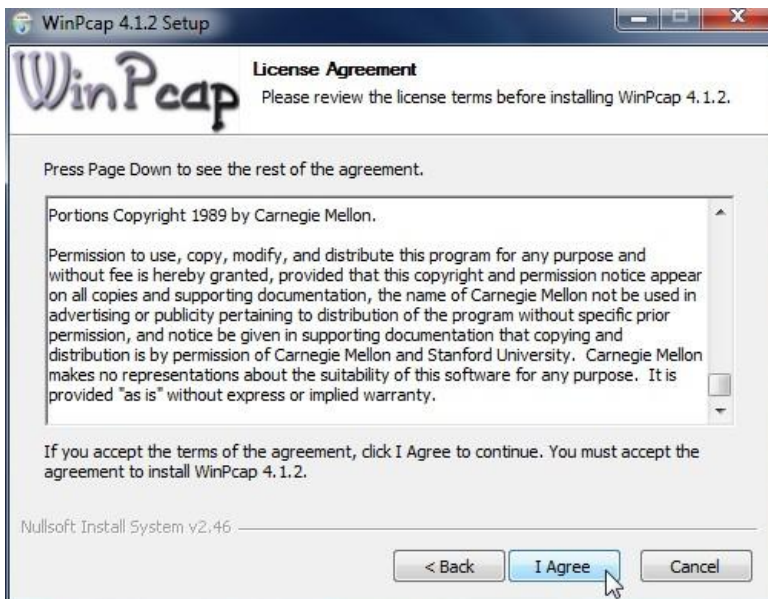 WinPcap 4.1.2 Setup
WinPcap
License Agreement
Please review the license terms before installing WinPcap 4.1.2.
Press Page Down to see the rest of the agreement.
Portions Copyright 1989 by Carnegie Mellon.
Permission to use, copy, modify, and distribute this program for any purpose and
without fee is hereby granted, provided that this copyright and permission notice appear
on all copies and supporting documentation, the name of Carnegie Mellon not be used in
advertising or publicity pertaining to distribution of the program without specific prior
permission, and notice be given in supporting documentation that copying and
distribution is by permission of Carnegie Mellon and Stanford University.  Carnegie Mellon
makes no representations about the suitability of this software for any purpose.  It is
provided "as is" without express or implied warranty.
If you accept the terms of the agreement, click I Agree to continue. You must accept the
agreement to install WinPcap 4.1.2.
Nullsoft Install System v2.46
< Back
I Agree
Cancel